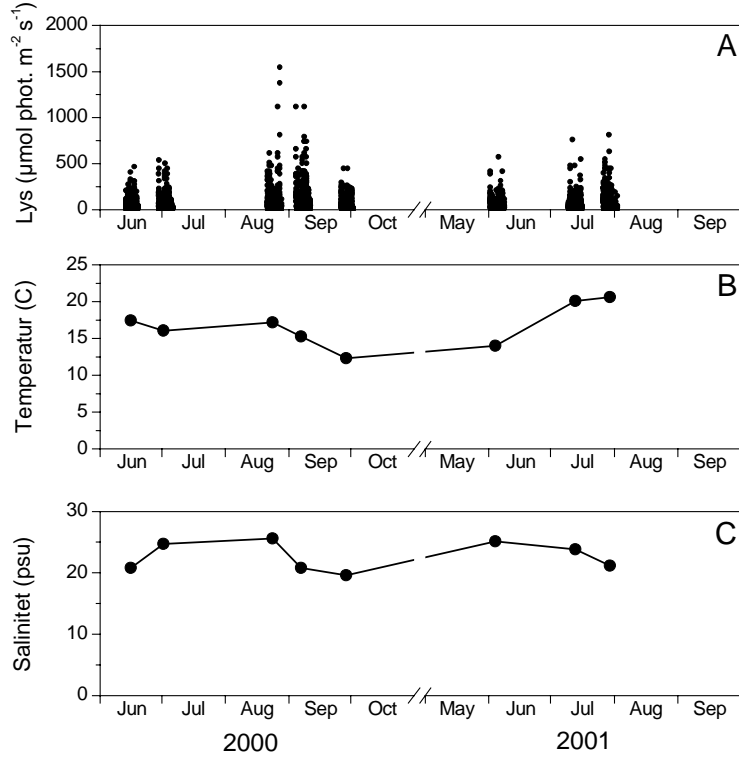 2000
A
1500
1000
500
0
Lys (μmol phot. m-2 s-1)
Jun Jul Aug Sep Oct May Jun Jul Aug Sep
25
B
20
15
10
5
0
Temperatur (C)
Jun Jul Aug Sep Oct May Jun Jul Aug Sep
30
C
20
10
0
Salinitet (psu)
Jun Jul Aug Sep Oct May Jun Jul Aug Sep
2000 2001